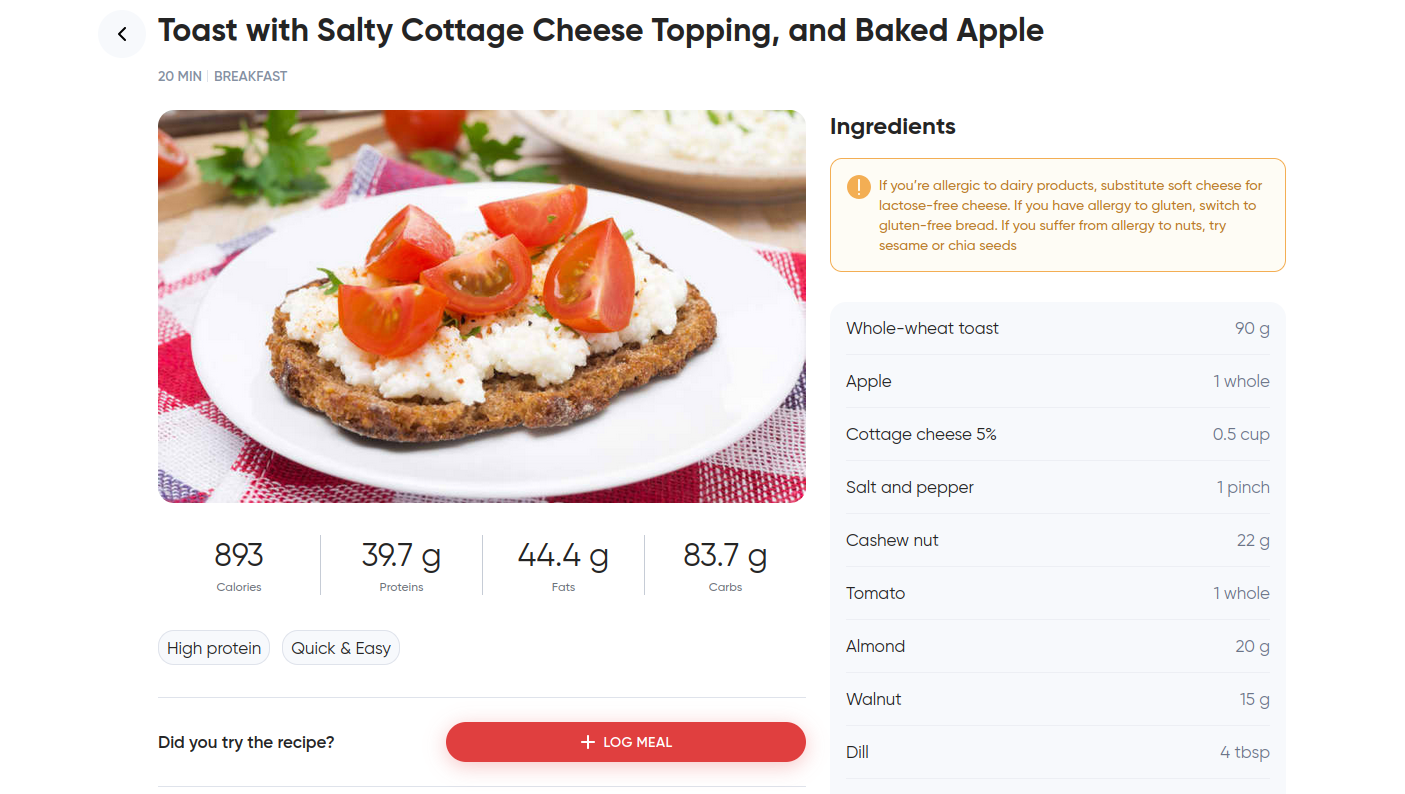 Toast with Salty Cottage Cheese Topping, and Baked Apple
20 MIN | BREAKFAST
893
Calories
39.7 g
Proteins
44.4 g
Fats
83.7 g
Carbs
High protein
Quick & Easy
Did you try the recipe?
+ LOG MEAL
Ingredients
If you’re allergic to dairy products, substitute soft cheese for
lactose-free cheese. If you have allergy to gluten, switch to
gluten-free bread. If you suffer from allergy to nuts, try
sesame or chia seeds
Whole-wheat toast 90 g
Apple 1 whole
Cottage cheese 5% 0.5 cup
Salt and pepper 1 pinch
Cashew nut 22 g
Tomato 1 whole
Almond 20 g
Walnut 15 g
Dill 4 tbsp